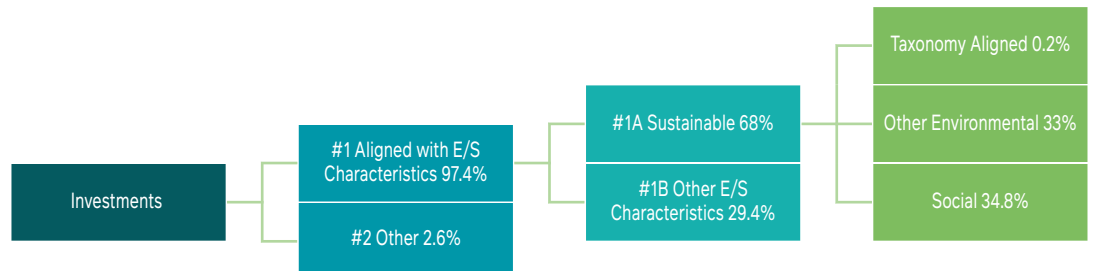 Investments
#1 Aligned with E/S
Characteristics 97.4%
#2 Other 2.6%
#1A Sustainable 68%
#1B Other E/S
Characteristics 29.4%
Taxonomy Aligned 0.2%
Other Environmental 33%
Social 34.8%